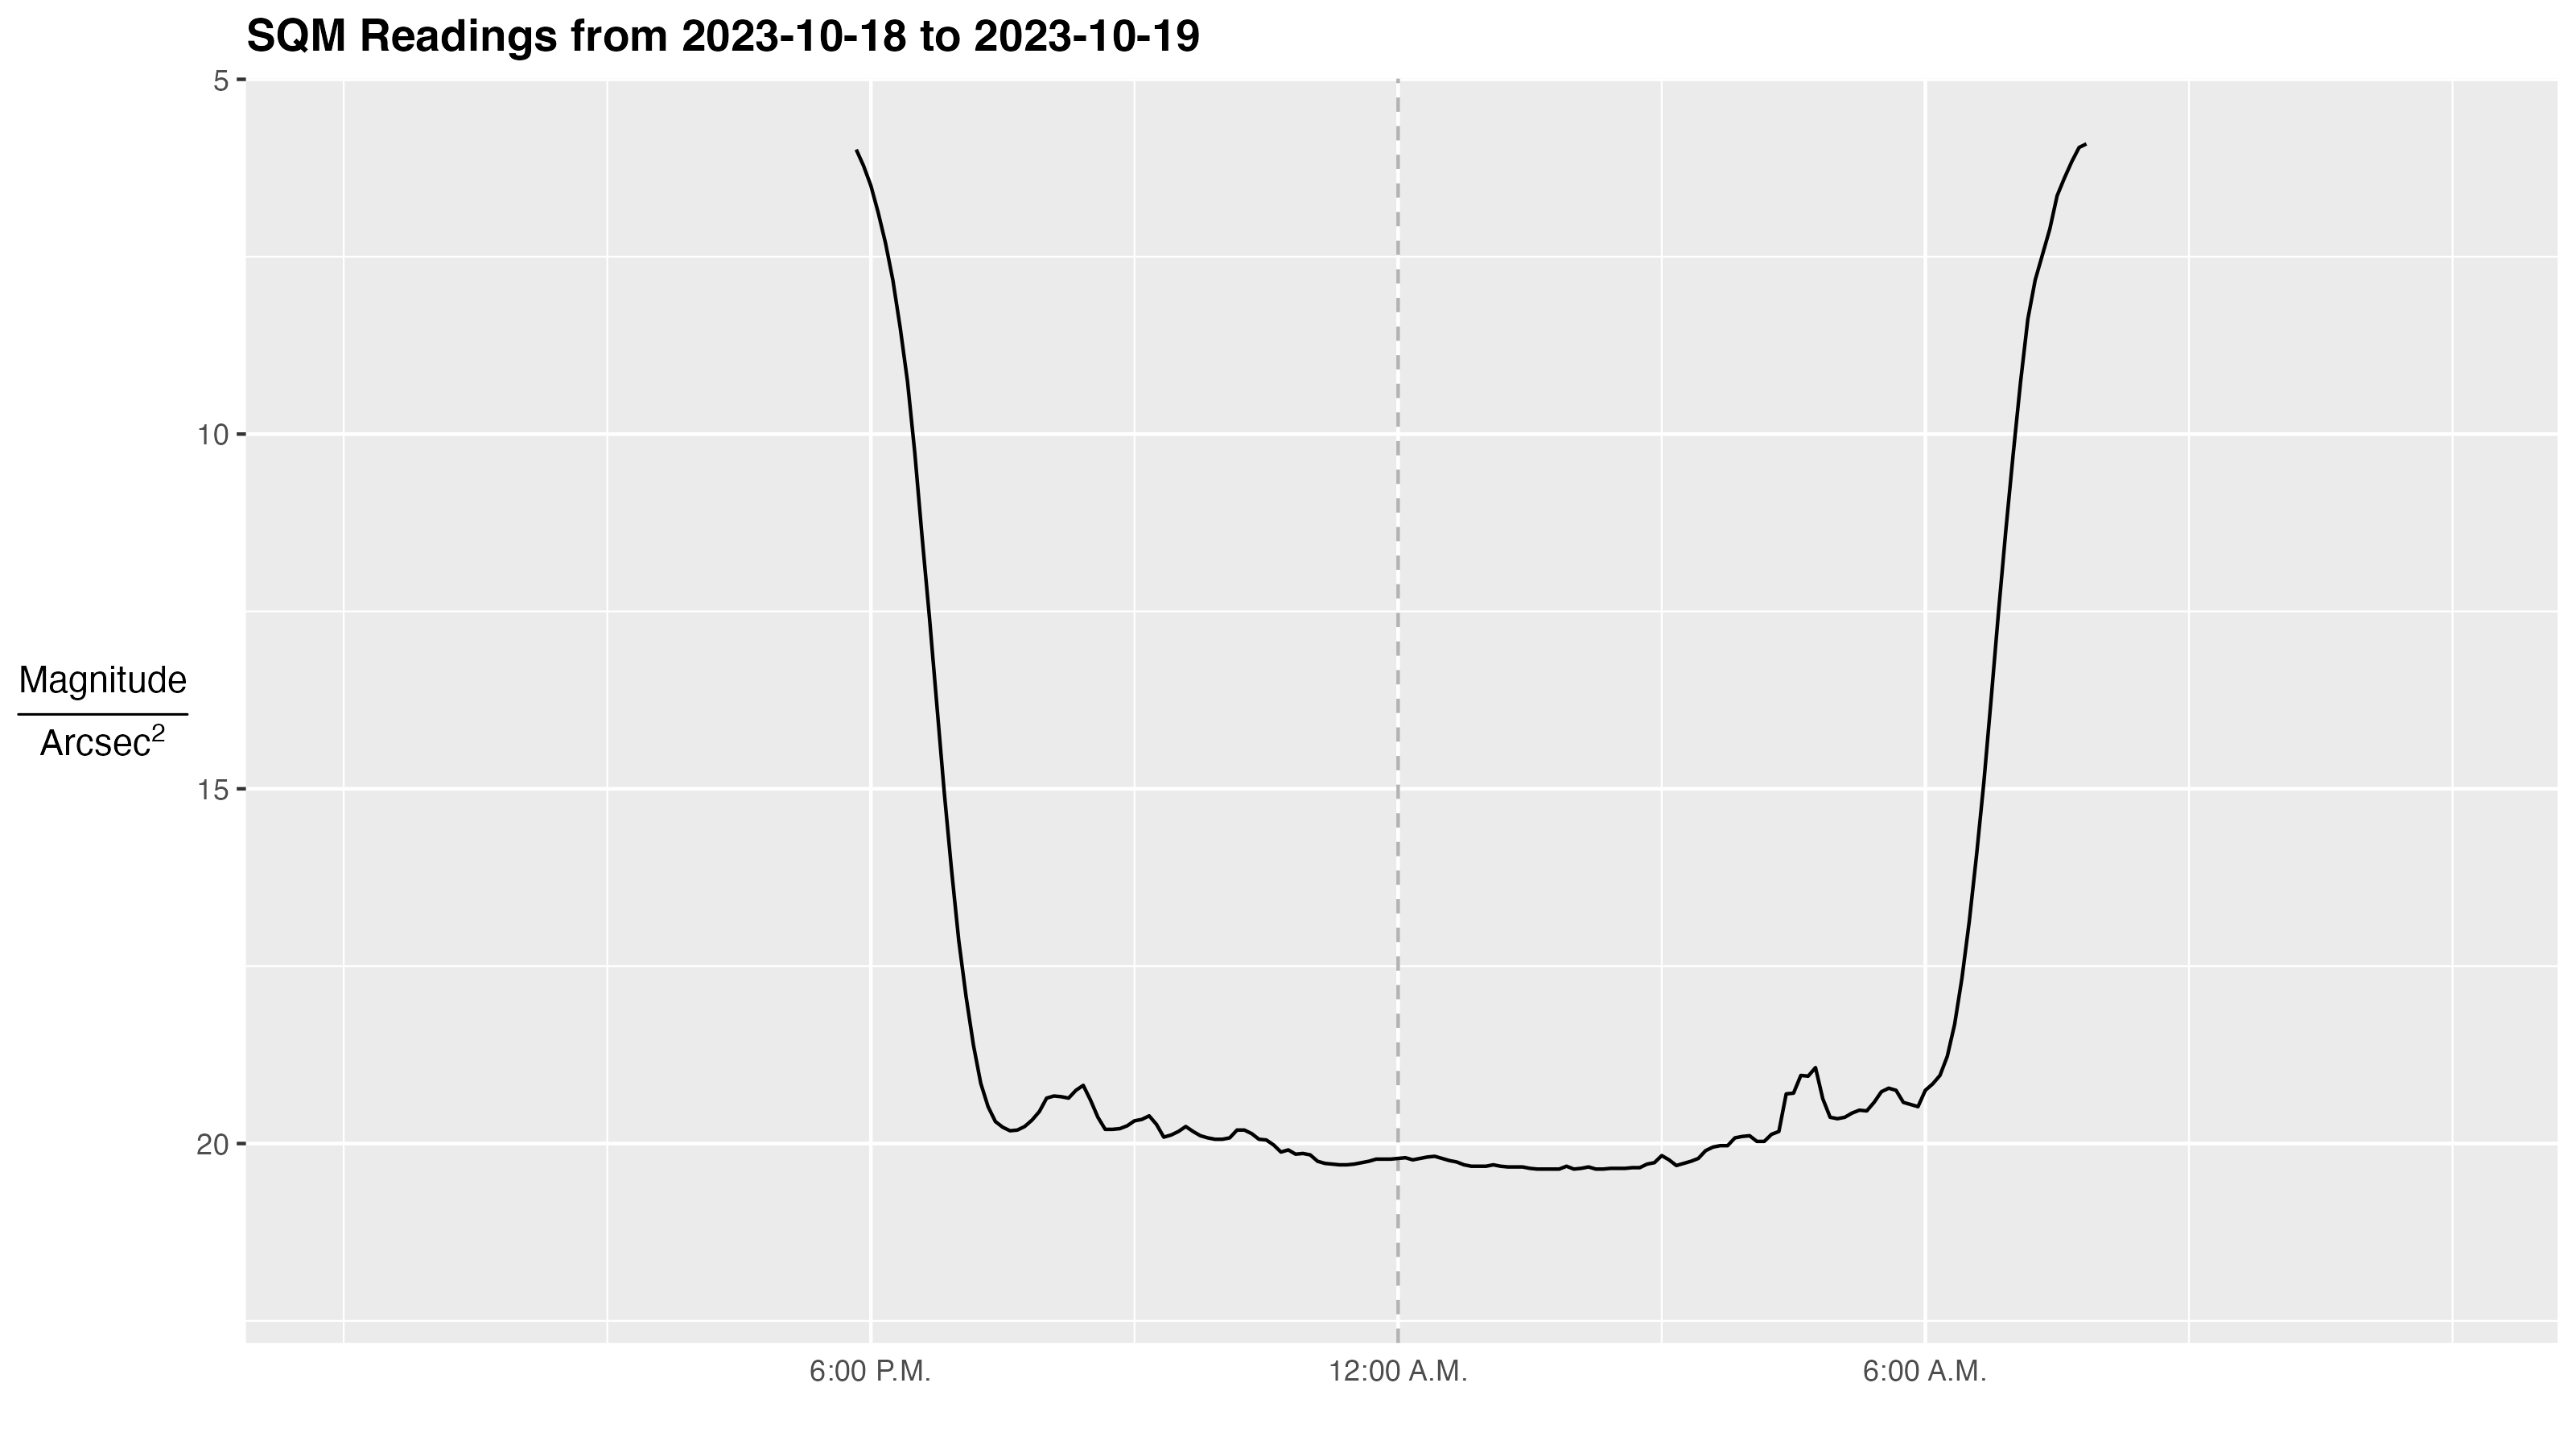 SQM Readings from 2023-10-18 to 2023-10-19
5
10
15
20
Magnitude
Arcsec²
6:00 P.M.
12:00 A.M.
6:00 A.M.